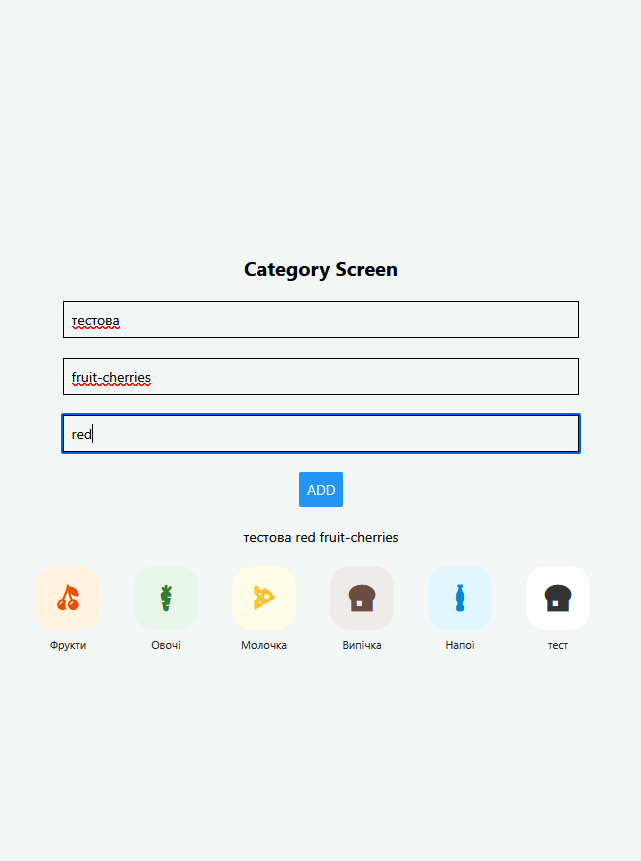 Category Screen
тестова
fruit-cherries
red
ADD
тестова red fruit-cherries
Фрукти Овочі Молочка Випічка Напої тест